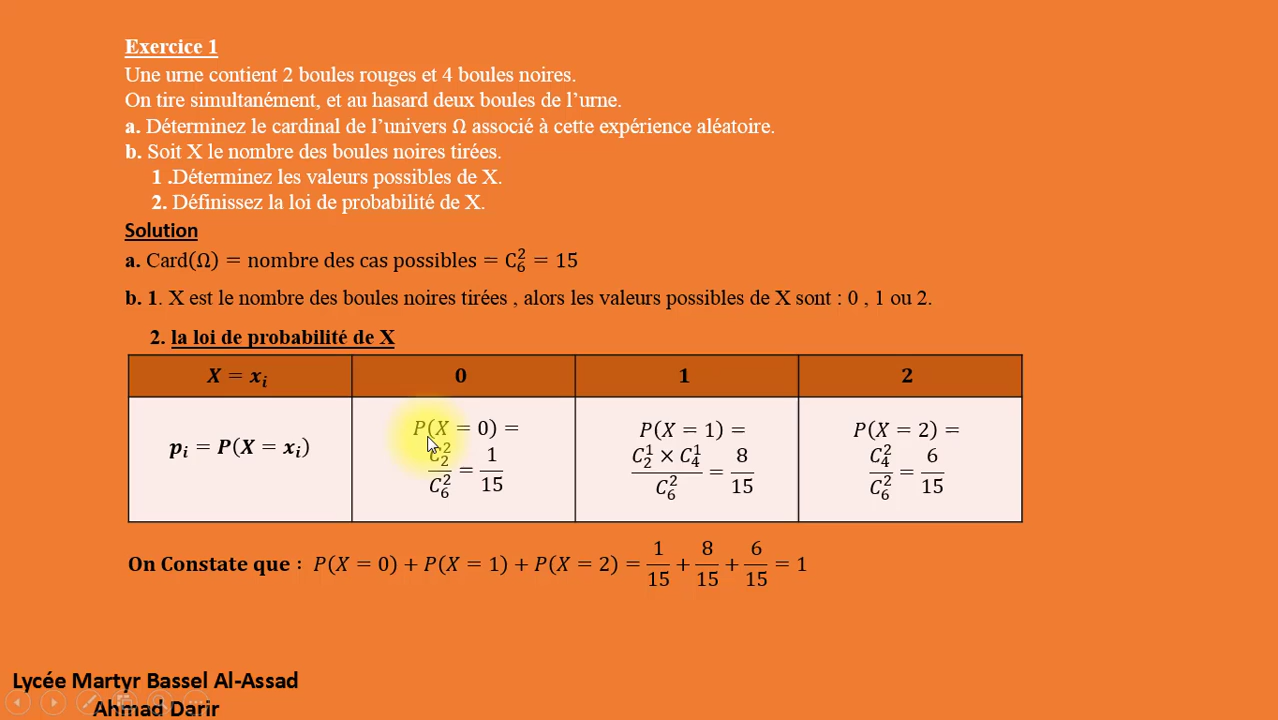 Exercice 1
Une urne contient 2 boules rouges et 4 boules noires.
On tire simultanément, et au hasard deux boules de l’urne.
a. Déterminez le cardinal de l’univers Ω associé à cette expérience aléatoire.
b. Soit X le nombre des boules noires tirées.
1 .Déterminez les valeurs possibles de X.
2. Définissez la loi de probabilité de X.
Solution
a. Card(Ω) = nombre des cas possibles = C₆² = 15
b. 1. X est le nombre des boules noires tirées , alors les valeurs possibles de X sont : 0 , 1 ou 2.
2. la loi de probabilité de X
X = xᵢ 0 1 2
pᵢ = P(X = xᵢ) P(X = 0) = C₂²/C₆² = 1/15 P(X = 1) = C₂¹ × C₄¹/C₆² = 8/15 P(X = 2) = C₄²/C₆² = 6/15
On Constate que : P(X = 0) + P(X = 1) + P(X = 2) = 1/15 + 8/15 + 6/15 = 1
Lycée Martyr Bassel Al-Assad
Ahmad Darir